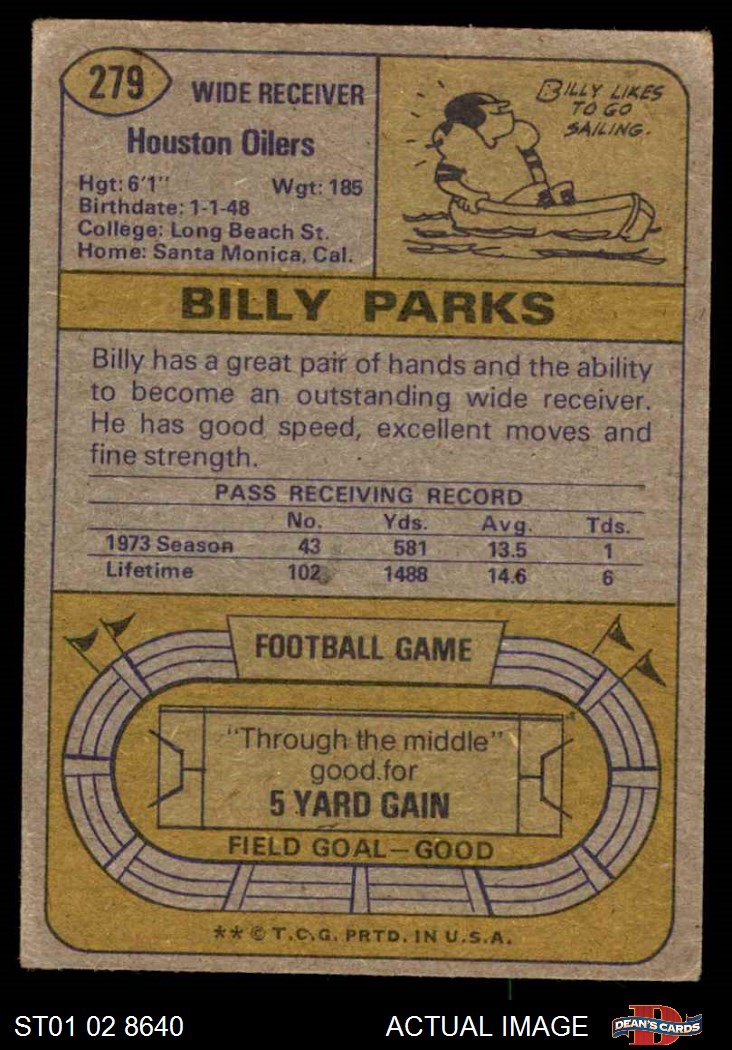 279
WIDE RECEIVER
Houston Oilers
Hgt: 6'1" Wgt: 185
Birthdate: 1-1-48
College: Long Beach St.
Home: Santa Monica, Cal.
BILLY LIKES
TO GO
SAILING.
BILLY PARKS
Billy has a great pair of hands and the ability
to become an outstanding wide receiver.
He has good speed, excellent moves and
fine strength.
PASS RECEIVING RECORD
No. Yds. Avg. Tds.
1973 Season 43 581 13.5 1
Lifetime 102 1488 14.6 6
FOOTBALL GAME
"Through the middle"
good for
5 YARD GAIN
FIELD GOAL—GOOD
** © T.C.G. PRTD. IN U.S.A.
ST01 02 8640
ACTUAL IMAGE
D
DEAN'S CARDS